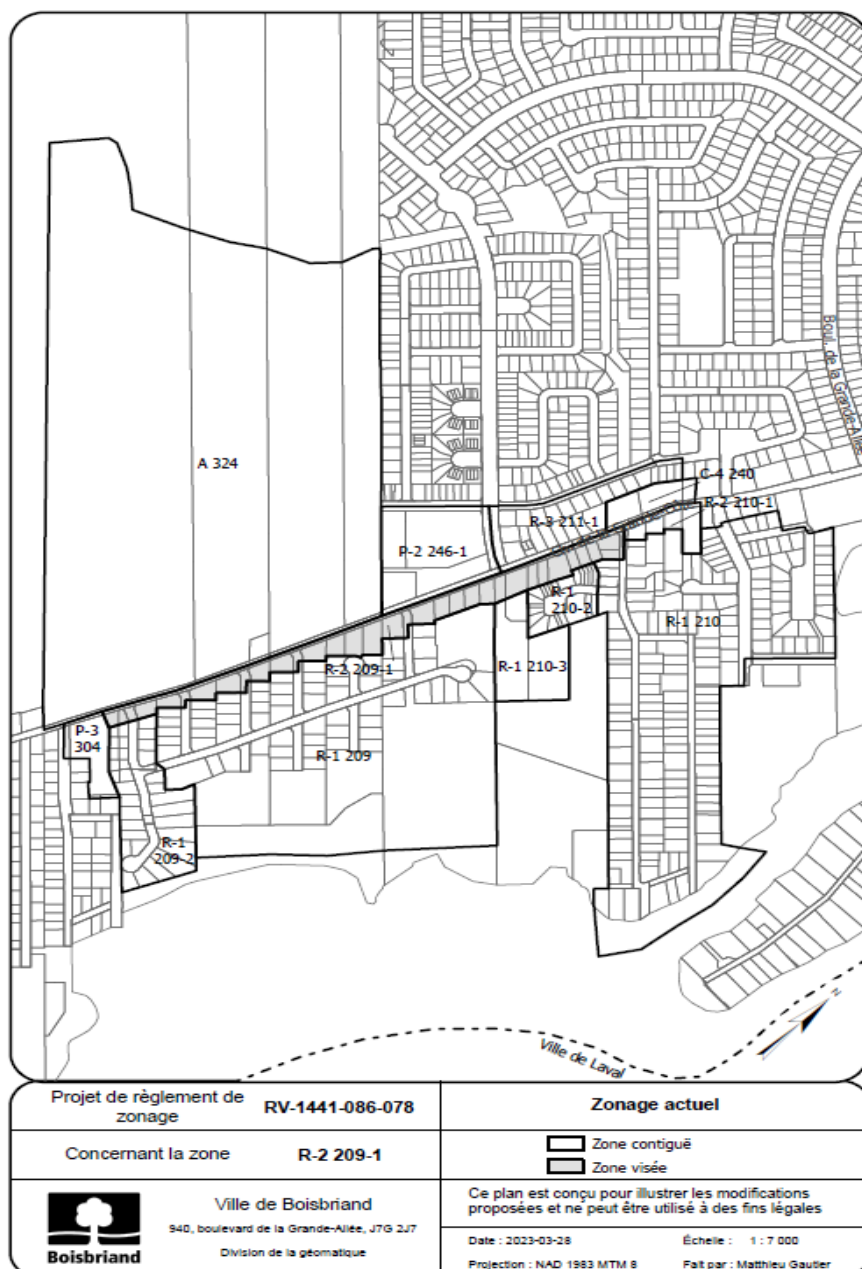 Boul. de la Grande-Allée
A 324
C-4 240
R-2 210-1
R-3 211-1
P-2 246-1
R-1
210-2
R-1 210
R-2 209-1
R-1 210-3
P-3
304
R-1 209
R-1
209-2
N
Ville de Laval
Projet de règlement de
zonage
RV-1441-086-078
Zonage actuel
Concernant la zone
R-2 209-1
Zone contiguë
Zone visée
Boisbriand
Ville de Boisbriand
940, boulevard de la Grande-Allée, J7G 2J7
Division de la géomatique
Ce plan est conçu pour illustrer les modifications
proposées et ne peut être utilisé à des fins légales
Date : 2023-03-28
Échelle : 1 : 7 000
Projection : NAD 1983 MTM 8
Fait par : Matthieu Gautier